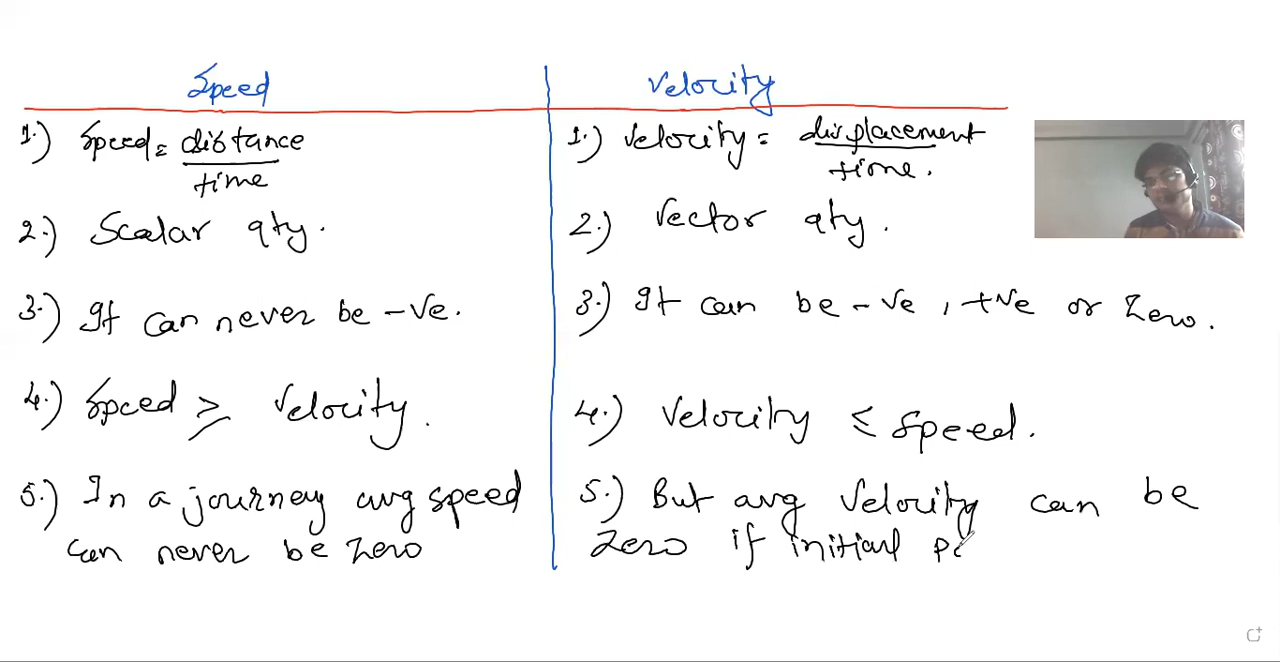 Speed
Velocity
1.) Speed = distance
time
1.) Velocity = displacement
time.
2.) Scalar qty.
2.) Vector qty.
3.) It can never be -ve.
3.) It can be -ve, +ve or zero.
4.) Speed ≥ Velocity.
4.) Velocity ≤ Speed.
5.) In a journey avg speed
can never be zero
5.) But avg velocity can be
zero if initial